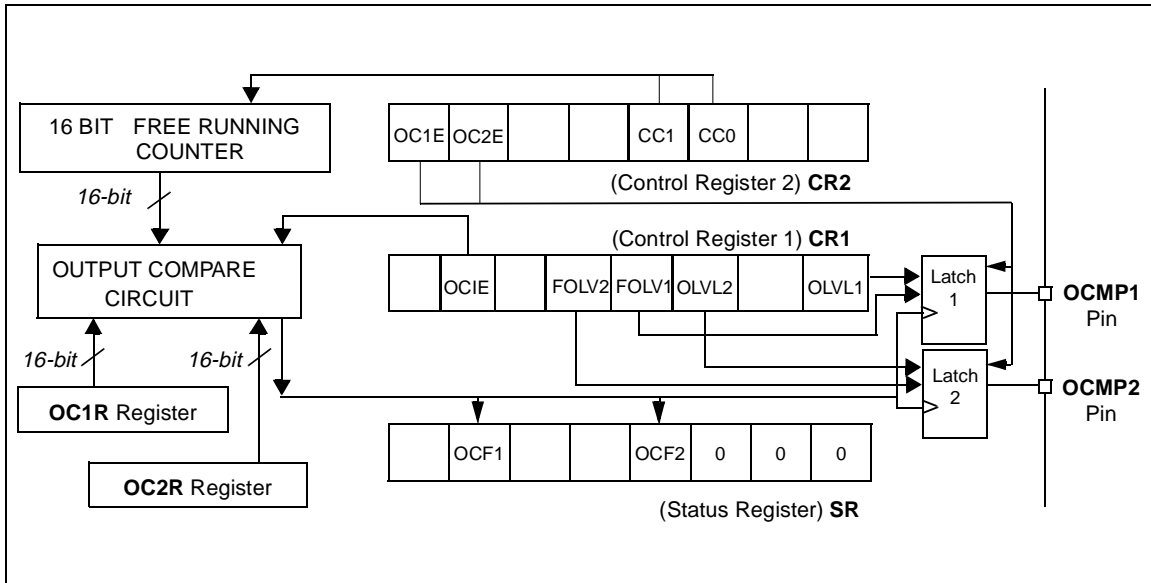 16 BIT FREE RUNNING
COUNTER
OC1E OC2E CC1 CC0
(Control Register 2) CR2
16-bit
(Control Register 1) CR1
OUTPUT COMPARE
CIRCUIT
OCIE FOLV2 FOLV1 OLVL2 OLVL1
Latch
1
OCMP1
Pin
16-bit
16-bit
Latch
2
OCMP2
Pin
OC1R Register
OCF1 OCF2 0 0 0
OC2R Register
(Status Register) SR